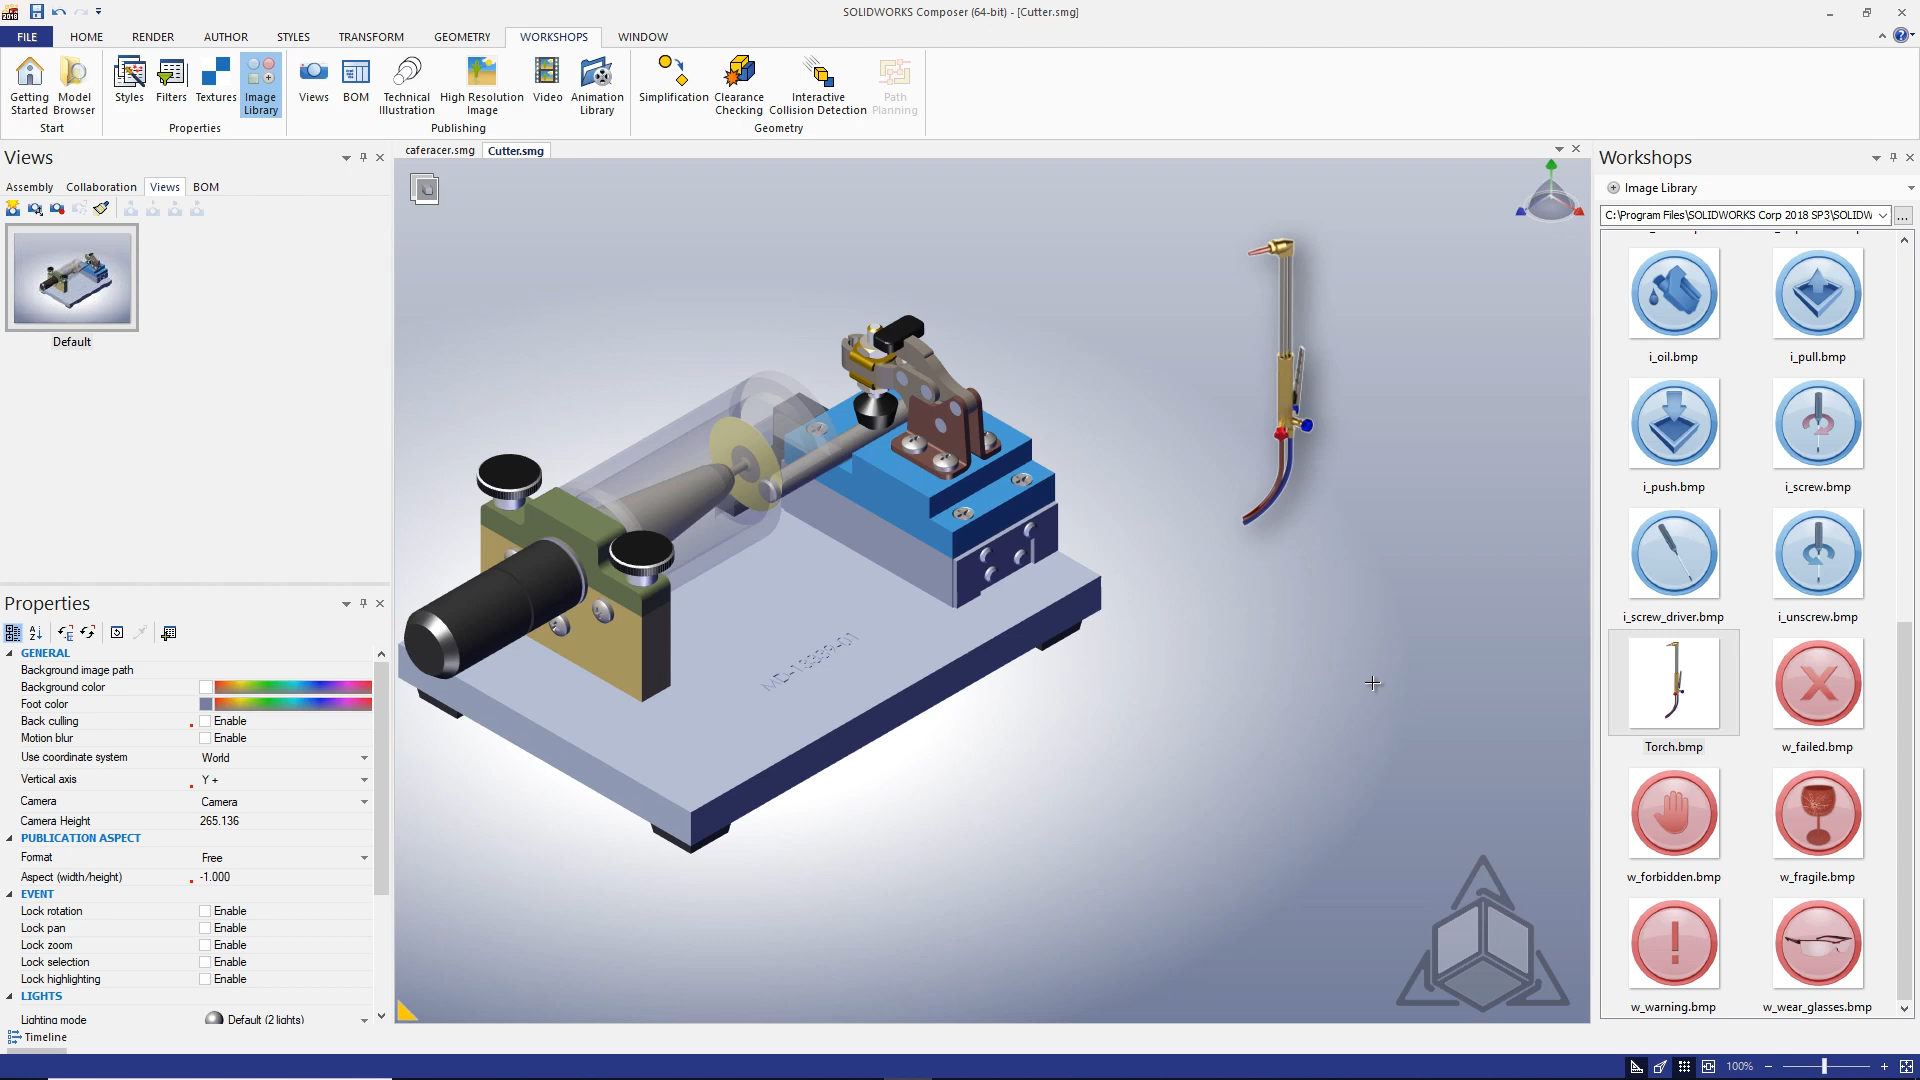 SOLIDWORKS Composer (64-bit) - [Cutter.smg]
FILE HOME RENDER AUTHOR STYLES TRANSFORM GEOMETRY WORKSHOPS WINDOW
Getting Started Model Browser Styles Filters Textures Image Library Views BOM Technical Illustration High Resolution Image Video Animation Library Simplification Clearance Checking Interactive Collision Detection Path Planning
Start Properties Publishing Geometry
Views
caferacer.smg Cutter.smg
Workshops
Assembly Collaboration Views BOM
Image Library
C:\Program Files\SOLIDWORKS Corp 2018 SP3\SOLIDW ...
Default
i_oil.bmp i_pull.bmp
i_push.bmp i_screw.bmp
i_screw_driver.bmp i_unscrew.bmp
Torch.bmp w_failed.bmp
w_forbidden.bmp w_fragile.bmp
w_warning.bmp w_wear_glasses.bmp
MD-13339-01
Properties
GENERAL
Background image path
Background color
Foot color
Back culling Enable
Motion blur Enable
Use coordinate system World
Vertical axis Y +
Camera Camera
Camera Height 265.136
PUBLICATION ASPECT
Format Free
Aspect (width/height) -1.000
EVENT
Lock rotation Enable
Lock pan Enable
Lock zoom Enable
Lock selection Enable
Lock highlighting Enable
LIGHTS
Lighting mode Default (2 lights)
Timeline
100%